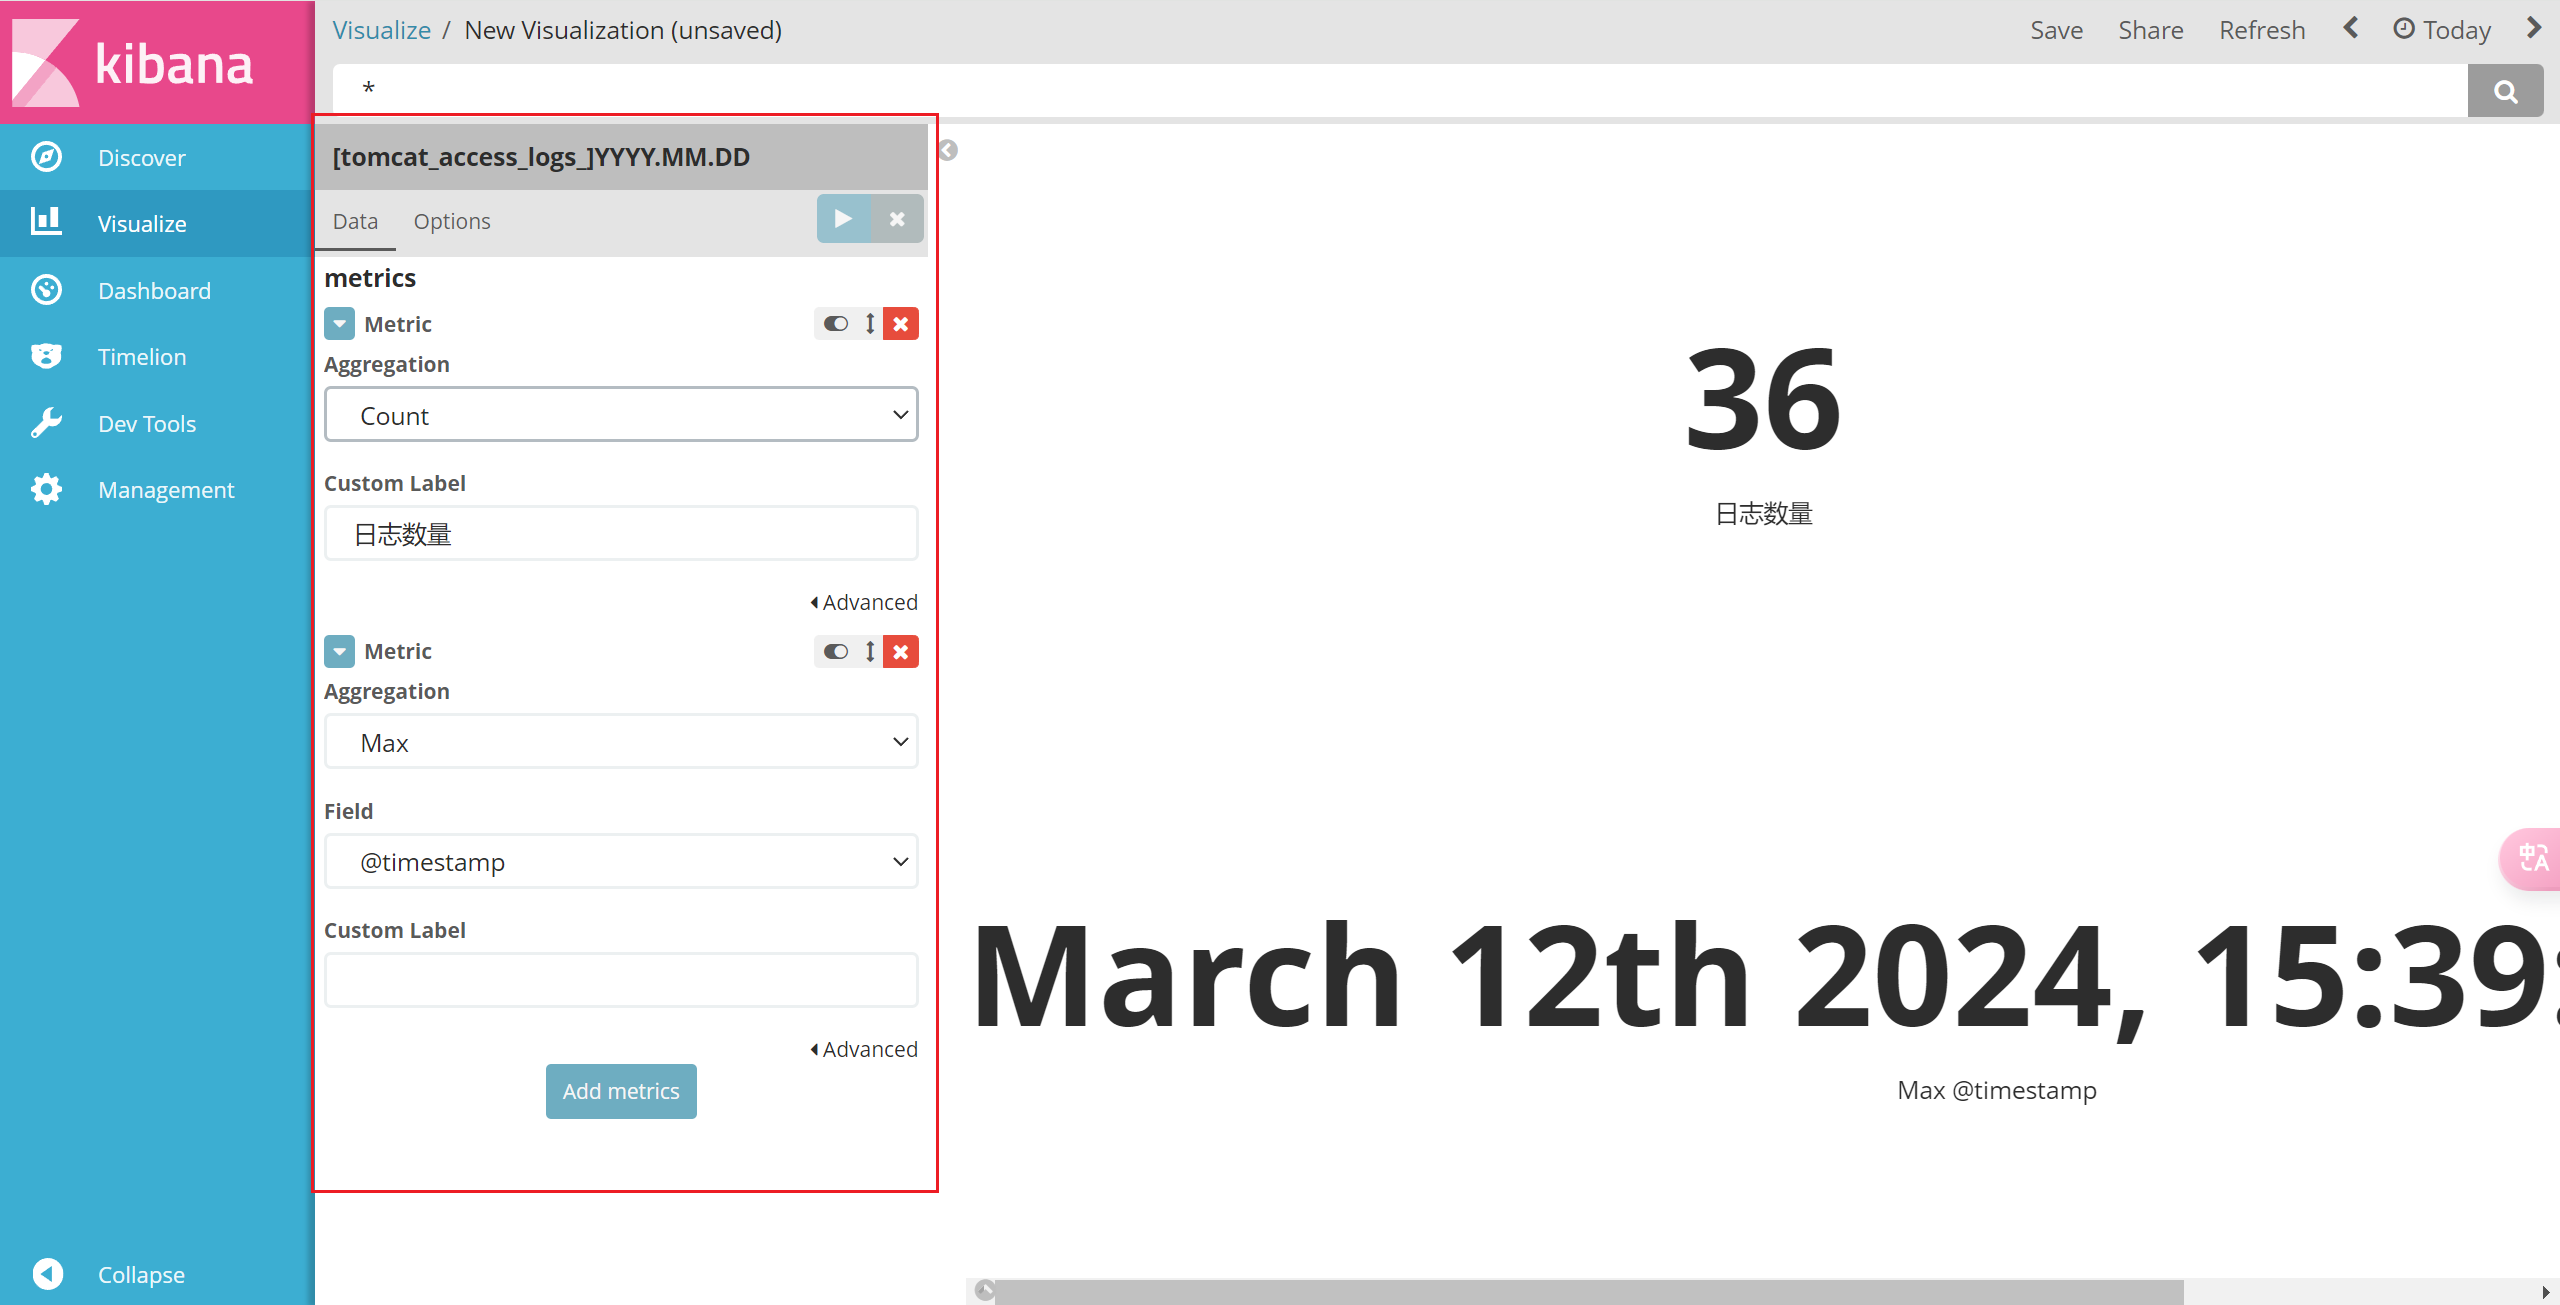 kibana
Visualize / New Visualization (unsaved)
Save Share Refresh Today
*
Discover
Visualize
Dashboard
Timelion
Dev Tools
Management
Collapse
[tomcat_access_logs_]YYYY.MM.DD
Data Options
metrics
Metric
Aggregation
Count
Custom Label
日志数量
Advanced
Metric
Aggregation
Max
Field
@timestamp
Custom Label
Advanced
Add metrics
36
日志数量
March 12th 2024, 15:39:
Max @timestamp
中A